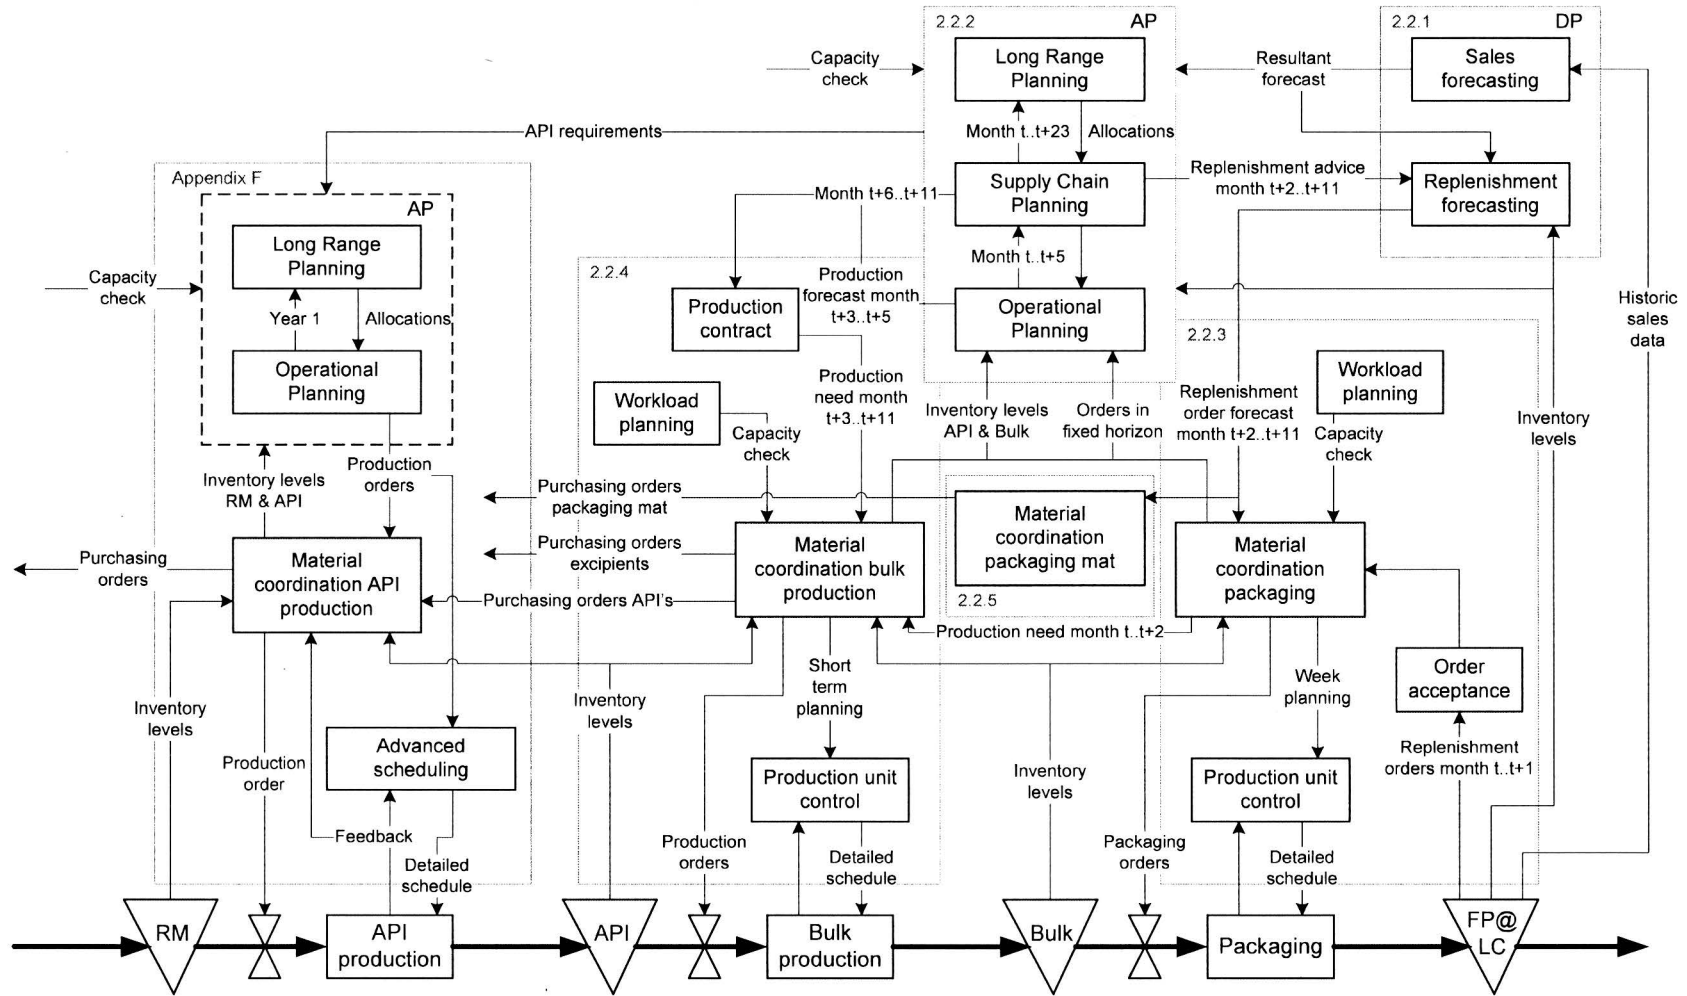 2.2.2
AP
2.2.1
DP
Long Range
Planning
Capacity
check
Resultant
forecast
Sales
forecasting
Month t..t+23
Allocations
API requirements
Appendix F
AP
Supply Chain
Planning
Replenishment advice
month t+2..t+11
Replenishment
forecasting
Month t+6..t+11
Long Range
Planning
Month t..t+5
2.2.4
Capacity
check
Production
contract
Production
forecast month
t+3..t+5
Operational
Planning
Historic
sales
data
Year 1
Allocations
2.2.3
Operational
Planning
Workload
planning
Production
need month
t+3..t+11
Inventory levels
API & Bulk
Orders in
fixed horizon
Replenishment
order forecast
month t+2..t+11
Workload
planning
Capacity
check
Capacity
check
Inventory
levels
Inventory levels
RM & API
Production
orders
Purchasing orders
packaging mat
Material
coordination
packaging mat
2.2.5
Purchasing
orders
Material
coordination API
production
Purchasing orders
excipients
Material
coordination bulk
production
Material
coordination
packaging
Purchasing orders API's
Production need month t..t+2
Inventory
levels
Inventory
levels
Short
term
planning
Week
planning
Order
acceptance
Production
order
Advanced
scheduling
Production unit
control
Inventory
levels
Production unit
control
Replenishment
orders month t..t+1
Feedback
Detailed
schedule
Production
orders
Detailed
schedule
Packaging
orders
Detailed
schedule
RM
API
production
API
Bulk
production
Bulk
Packaging
FP@
LC